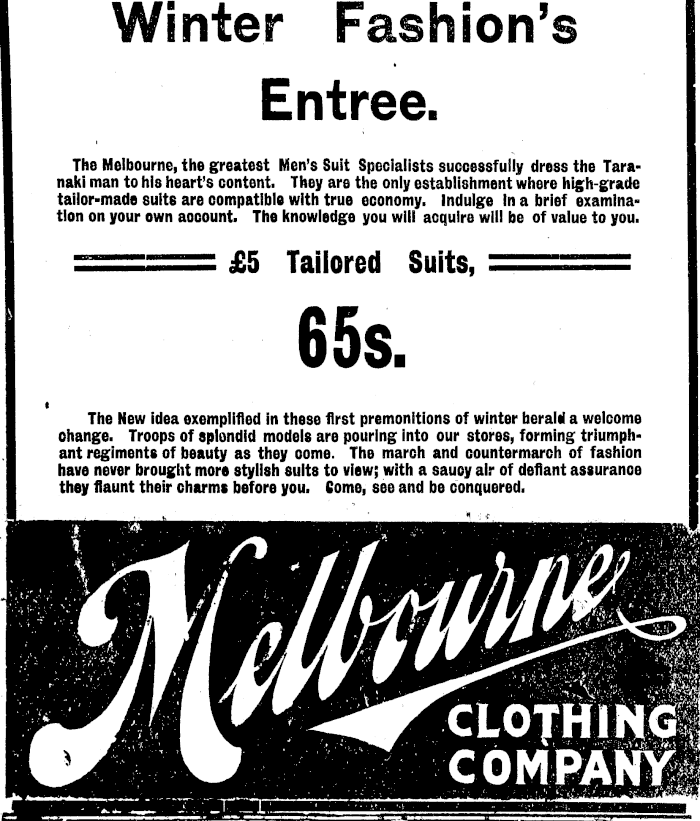 Winter Fashion's
Entree.
The Melbourne, the greatest Men's Suit Specialists successfully dress the Tara-
naki man to his heart's content. They are the only establishment where high-grade
tailor-made suits are compatible with true economy. Indulge in a brief examina-
tion on your own account. The knowledge you will acquire will be of value to you.
£5 Tailored Suits,
65s.
The New idea exemplified in these first premonitions of winter herald a welcome
change. Troops of splendid models are pouring into our stores, forming triumph-
ant regiments of beauty as they come. The march and countermarch of fashion
have never brought more stylish suits to view; with a saucy air of defiant assurance
they flaunt their charms before you. Come, see and be conquered.
Melbourne
CLOTHING
COMPANY